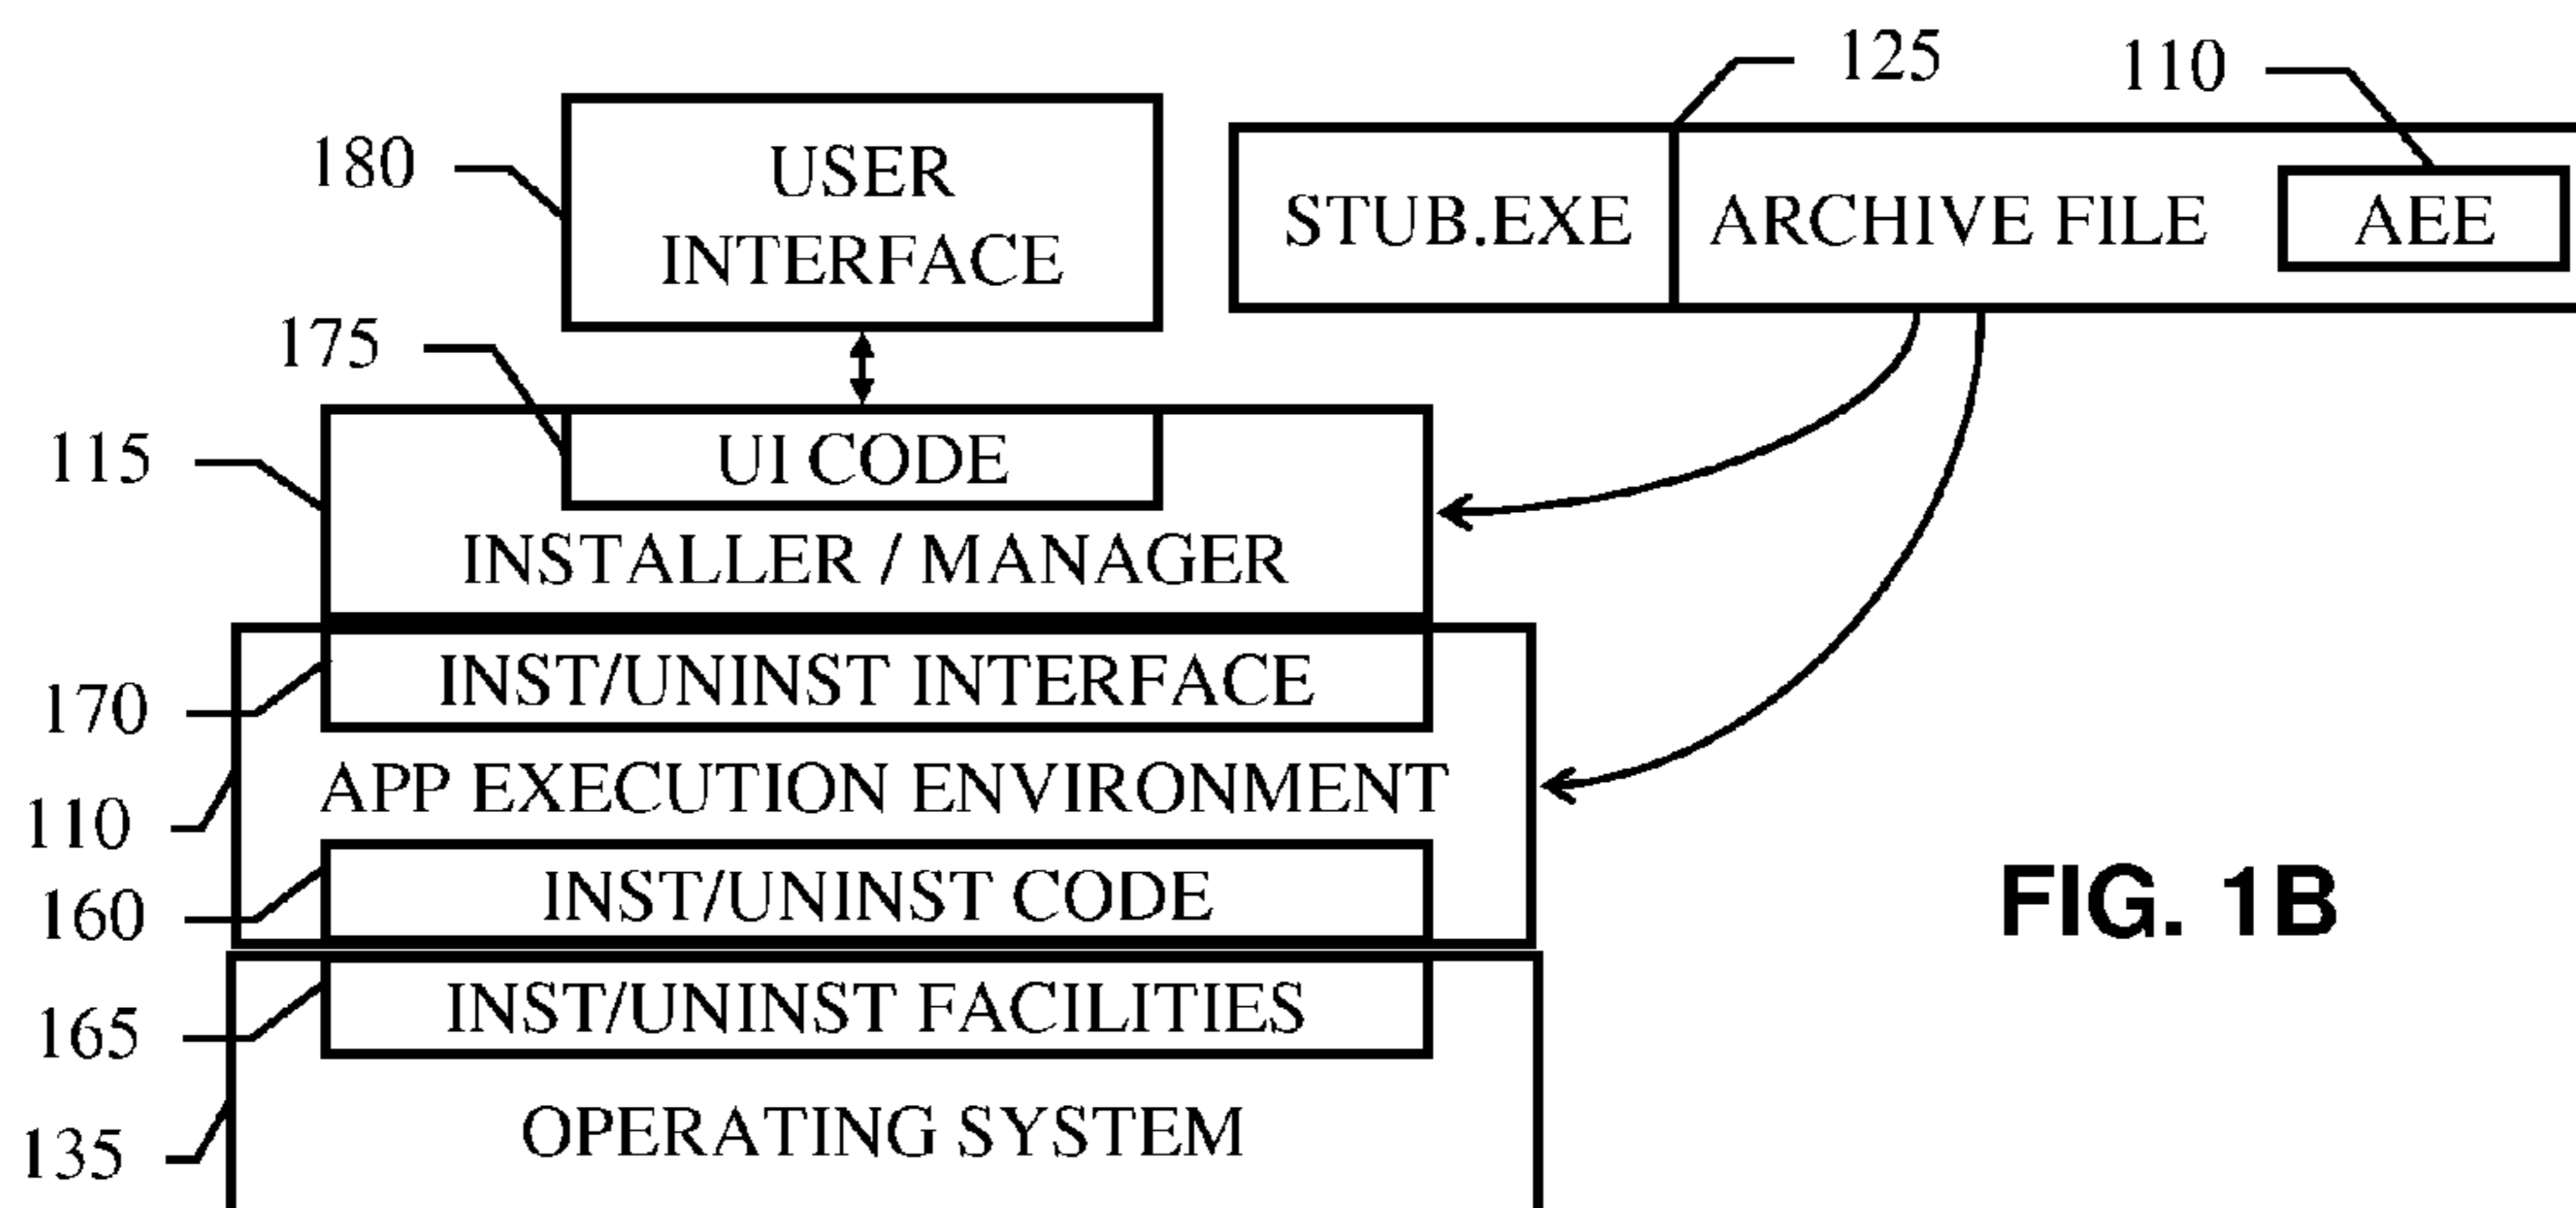 125
110
180
USER
INTERFACE
STUB.EXE
ARCHIVE FILE
AEE
175
115
UI CODE
INSTALLER / MANAGER
170
INST/UNINST INTERFACE
110
APP EXECUTION ENVIRONMENT
160
INST/UNINST CODE
FIG. 1B
165
INST/UNINST FACILITIES
135
OPERATING SYSTEM